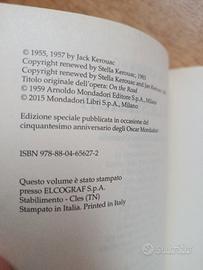 © 1955, 1957 by Jack Kerouac
Copyright renewed by Stella Kerouac, 1983
Copyright renewed by Stella Kerouac and Jan Kerouac
Titolo originale dell'opera: On the Road
© 1959 Arnoldo Mondadori Editore S.p.A., Milano
© 2015 Mondadori Libri S.p.A., Milano
Edizione speciale pubblicata in occasione del
cinquantesimo anniversario degli Oscar Mondadori
ISBN 978-88-04-65627-2
Questo volume è stato stampato
presso ELCOGRAF S.p.A.
Stabilimento - Cles (TN)
Stampato in Italia. Printed in Italy
subito.it